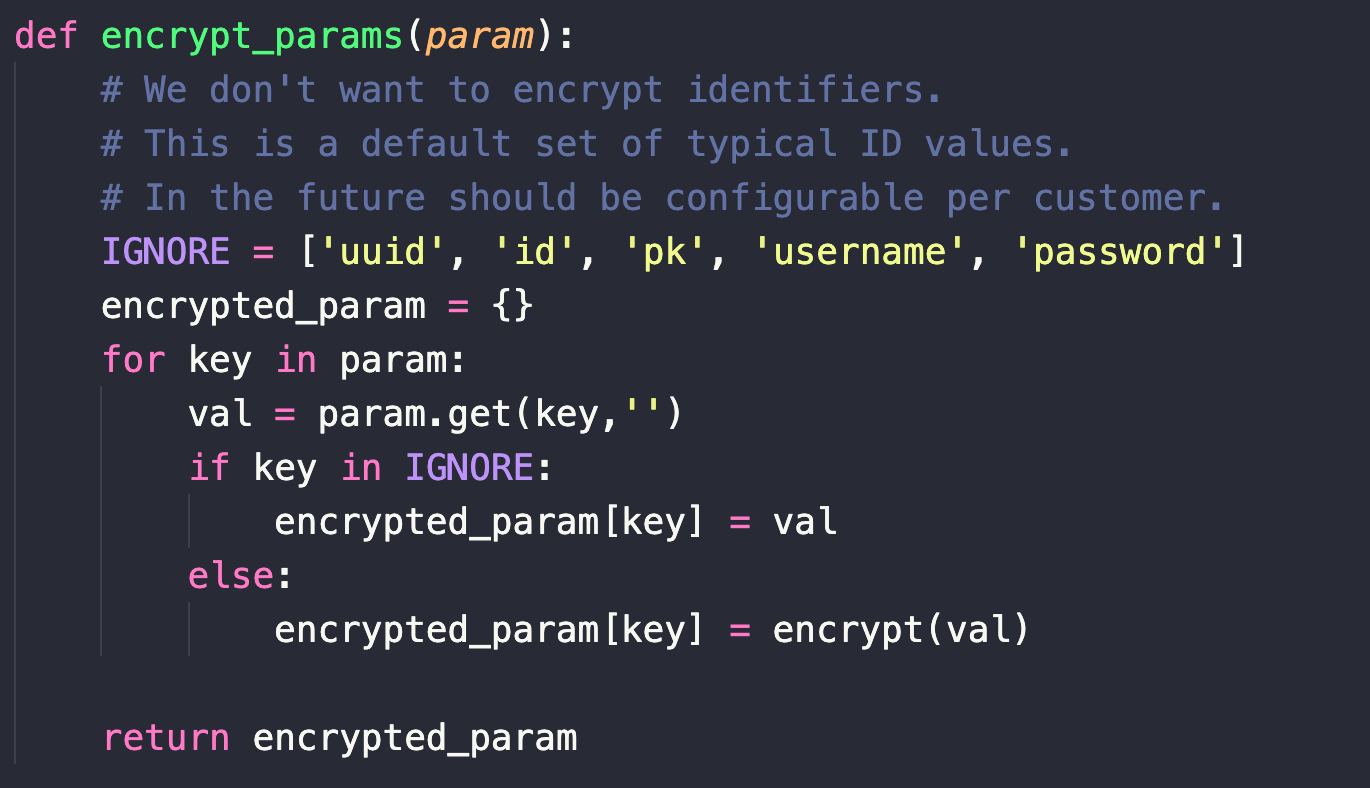 def encrypt_params(param):
    # We don't want to encrypt identifiers.
    # This is a default set of typical ID values.
    # In the future should be configurable per customer.
    IGNORE = ['uuid', 'id', 'pk', 'username', 'password']
    encrypted_param = {}
    for key in param:
        val = param.get(key,'')
        if key in IGNORE:
            encrypted_param[key] = val
        else:
            encrypted_param[key] = encrypt(val)

    return encrypted_param